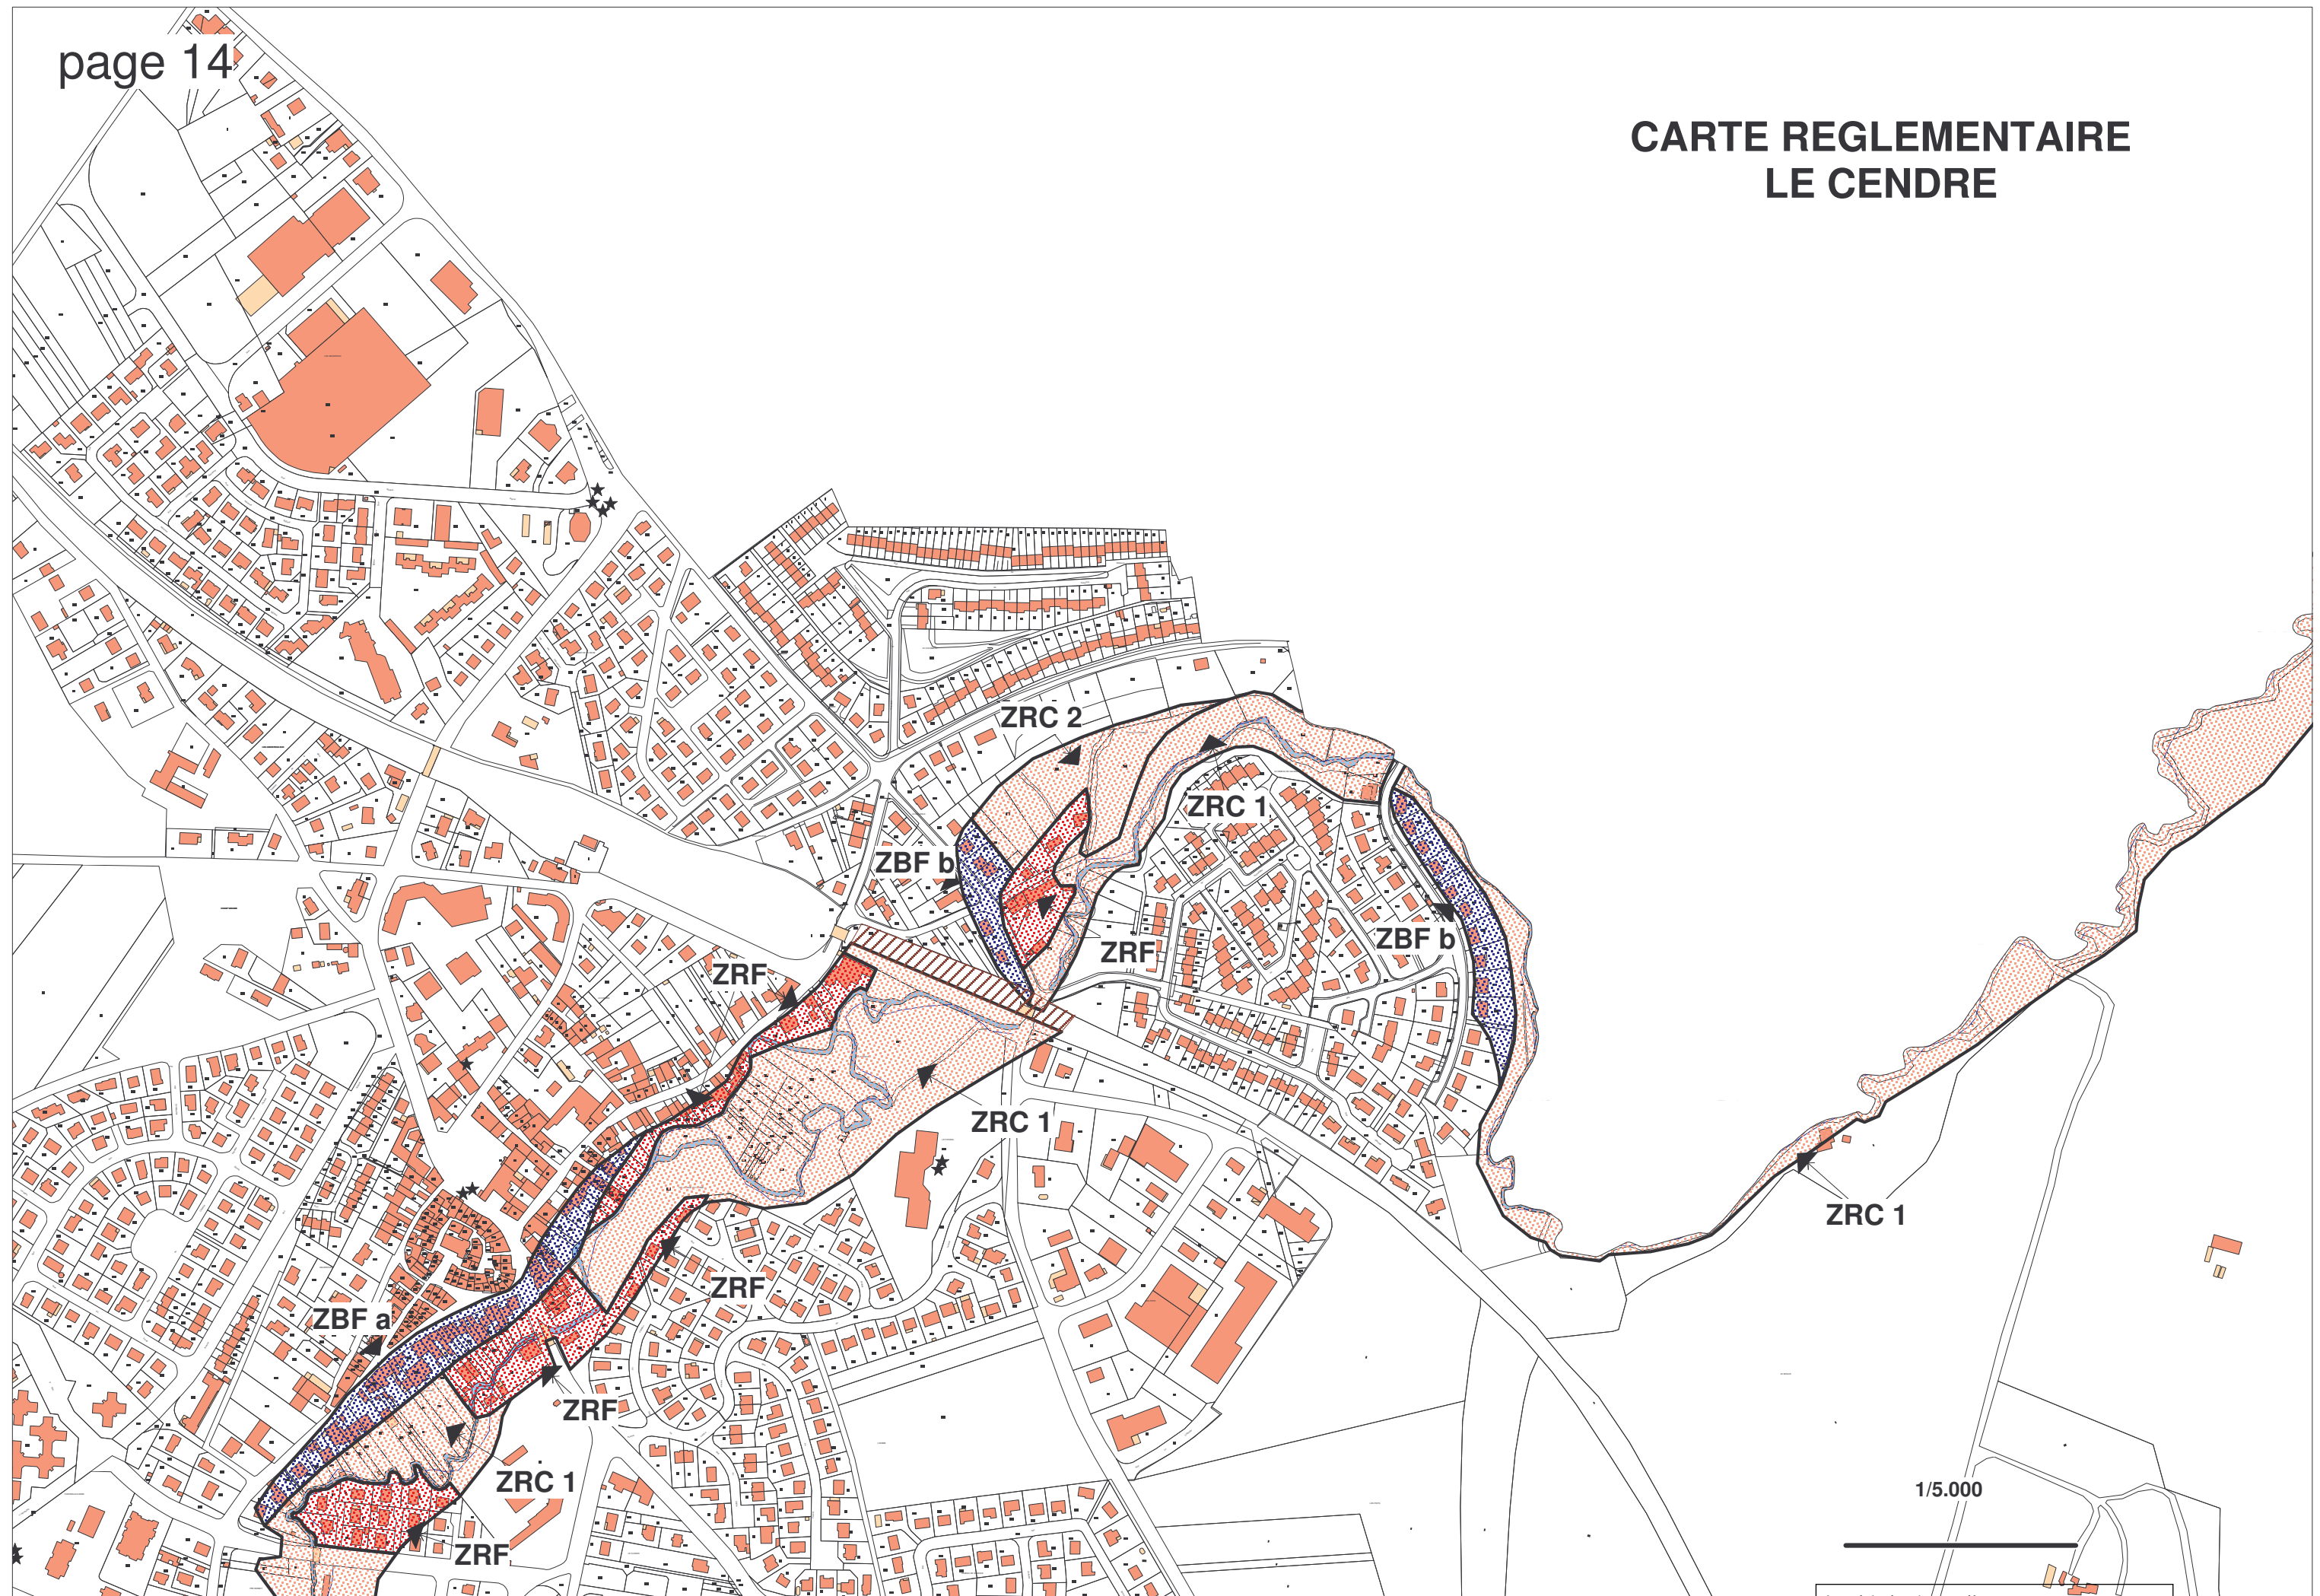 page 14
CARTE REGLEMENTAIRE
LE CENDRE
ZRC 2
ZRC 1
ZBF b
ZBF b
ZRF
ZRF
ZRC 1
ZRC 1
ZRF
ZBF a
ZRF
ZRC 1
1/5.000
ZRF